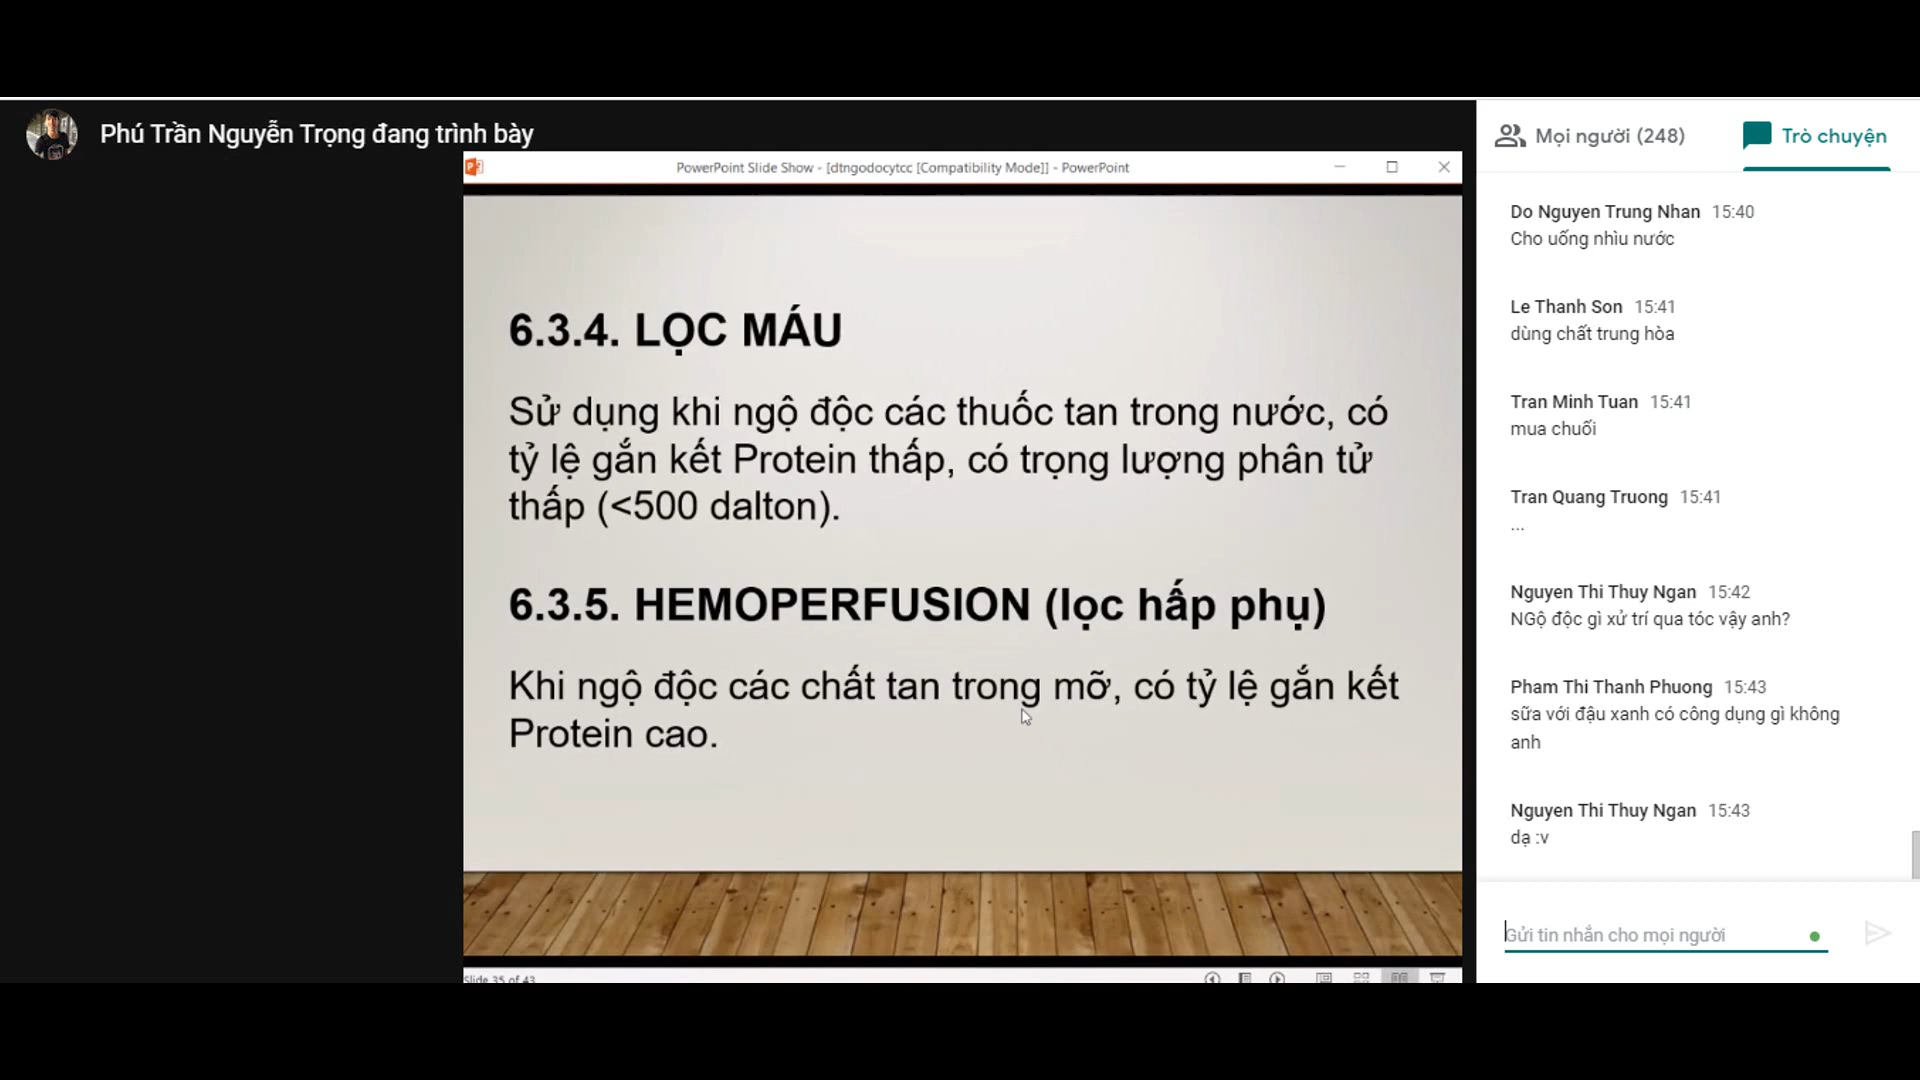 Phú Trần Nguyễn Trọng đang trình bày
PowerPoint Slide Show - [dtngodocytcc [Compatibility Mode]] - PowerPoint
6.3.4. LỌC MÁU
Sử dụng khi ngộ độc các thuốc tan trong nước, có
tỷ lệ gắn kết Protein thấp, có trọng lượng phân tử
thấp (<500 dalton).
6.3.5. HEMOPERFUSION (lọc hấp phụ)
Khi ngộ độc các chất tan trong mỡ, có tỷ lệ gắn kết
Protein cao.
Slide 35 of 43
Mọi người (248)
Trò chuyện
Do Nguyen Trung Nhan 15:40
Cho uống nhìu nước
Le Thanh Son 15:41
dùng chất trung hòa
Tran Minh Tuan 15:41
mua chuối
Tran Quang Truong 15:41
...
Nguyen Thi Thuy Ngan 15:42
NGộ độc gì xử trí qua tóc vậy anh?
Pham Thi Thanh Phuong 15:43
sữa với đậu xanh có công dụng gì không
anh
Nguyen Thi Thuy Ngan 15:43
dạ :v
Gửi tin nhắn cho mọi người